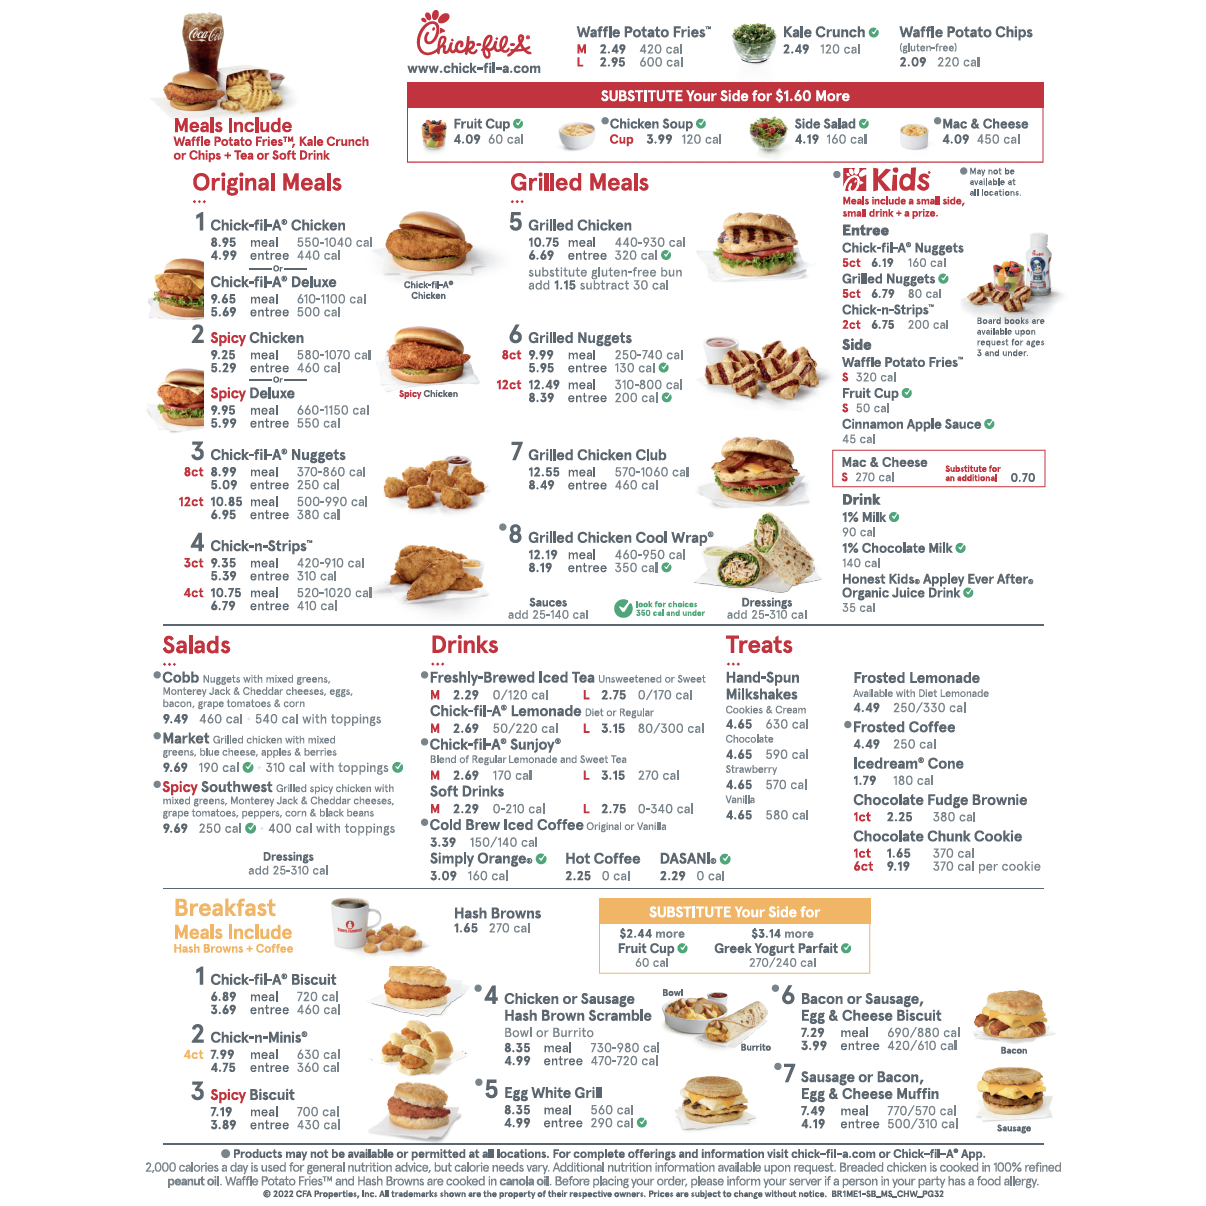 Coca-Cola
Meals Include
Waffle Potato Fries™, Kale Crunch
or Chips + Tea or Soft Drink
Chick-fil-A®
www.chick-fil-a.com
Waffle Potato Fries™
M 2.49 420 cal
L 2.95 600 cal
Kale Crunch
2.49 120 cal
Waffle Potato Chips
(gluten-free)
2.09 220 cal
SUBSTITUTE Your Side for $1.60 More
Fruit Cup
4.09 60 cal
Chicken Soup
Cup 3.99 120 cal
Side Salad
4.19 160 cal
Mac & Cheese
4.09 450 cal
Original Meals
1 Chick-fil-A® Chicken
8.95 meal 550-1040 cal
4.99 entree 440 cal
or
Chick-fil-A® Deluxe
9.65 meal 610-1100 cal
5.69 entree 500 cal
Chick-fil-A®
Chicken
2 Spicy Chicken
9.25 meal 580-1070 cal
5.29 entree 460 cal
or
Spicy Deluxe
9.95 meal 660-1150 cal
5.99 entree 550 cal
Spicy Chicken
3 Chick-fil-A® Nuggets
8ct 8.99 meal 370-860 cal
5.09 entree 250 cal
12ct 10.85 meal 500-990 cal
6.95 entree 380 cal
4 Chick-n-Strips™
3ct 9.35 meal 420-910 cal
5.39 entree 310 cal
4ct 10.75 meal 520-1020 cal
6.79 entree 410 cal
Grilled Meals
5 Grilled Chicken
10.75 meal 440-930 cal
6.69 entree 320 cal
substitute gluten-free bun
add 1.15 subtract 30 cal
6 Grilled Nuggets
8ct 9.99 meal 250-740 cal
5.95 entree 130 cal
12ct 12.49 meal 310-800 cal
8.39 entree 200 cal
7 Grilled Chicken Club
12.55 meal 570-1060 cal
8.49 entree 460 cal
8 Grilled Chicken Cool Wrap®
12.19 meal 460-950 cal
8.19 entree 350 cal
Sauces
add 25-140 cal
look for choices
350 cal and under
Dressings
add 25-310 cal
Kids®
May not be
available at
all locations.
Meals include a small side,
small drink + a prize.
Entree
Chick-fil-A® Nuggets
5ct 6.19 160 cal
Grilled Nuggets
5ct 6.79 80 cal
Chick-n-Strips™
2ct 6.75 200 cal
Board books are
available upon
request for ages
3 and under.
Side
Waffle Potato Fries™
S 320 cal
Fruit Cup
S 50 cal
Cinnamon Apple Sauce
45 cal
Mac & Cheese
S 270 cal
Substitute for
an additional 0.70
Drink
1% Milk
90 cal
1% Chocolate Milk
140 cal
Honest Kids® Appley Ever After®
Organic Juice Drink
35 cal
Salads
Cobb Nuggets with mixed greens,
Monterey Jack & Cheddar cheeses, eggs,
bacon, grape tomatoes & corn
9.49 460 cal · 540 cal with toppings
Market Grilled chicken with mixed
greens, blue cheese, apples & berries
9.69 190 cal · 310 cal with toppings
Spicy Southwest Grilled spicy chicken with
mixed greens, Monterey Jack & Cheddar cheeses,
grape tomatoes, peppers, corn & black beans
9.69 250 cal · 400 cal with toppings
Dressings
add 25-310 cal
Drinks
Freshly-Brewed Iced Tea Unsweetened or Sweet
M 2.29 0/120 cal L 2.75 0/170 cal
Chick-fil-A® Lemonade Diet or Regular
M 2.69 50/220 cal L 3.15 80/300 cal
Chick-fil-A® Sunjoy®
Blend of Regular Lemonade and Sweet Tea
M 2.69 170 cal L 3.15 270 cal
Soft Drinks
M 2.29 0-210 cal L 2.75 0-340 cal
Cold Brew Iced Coffee Original or Vanilla
3.39 150/140 cal
Simply Orange® Hot Coffee DASANI®
3.09 160 cal 2.25 0 cal 2.29 0 cal
Treats
Hand-Spun
Milkshakes
Cookies & Cream
4.65 630 cal
Chocolate
4.65 590 cal
Strawberry
4.65 570 cal
Vanilla
4.65 580 cal
Frosted Lemonade
Available with Diet Lemonade
4.49 250/330 cal
Frosted Coffee
4.49 250 cal
Icedream® Cone
1.79 180 cal
Chocolate Fudge Brownie
1ct 2.25 380 cal
Chocolate Chunk Cookie
1ct 1.65 370 cal
6ct 9.19 370 cal per cookie
Breakfast
Meals Include
Hash Browns + Coffee
Hash Browns
1.65 270 cal
SUBSTITUTE Your Side for
$2.44 more
Fruit Cup
60 cal
$3.14 more
Greek Yogurt Parfait
270/240 cal
1 Chick-fil-A® Biscuit
6.89 meal 720 cal
3.69 entree 460 cal
2 Chick-n-Minis®
4ct 7.99 meal 630 cal
4.75 entree 360 cal
3 Spicy Biscuit
7.19 meal 700 cal
3.89 entree 430 cal
4 Chicken or Sausage
Hash Brown Scramble
Bowl or Burrito
8.35 meal 730-980 cal
4.99 entree 470-720 cal
Bowl
Burrito
5 Egg White Grill
8.35 meal 560 cal
4.99 entree 290 cal
6 Bacon or Sausage,
Egg & Cheese Biscuit
7.29 meal 690/880 cal
3.99 entree 420/610 cal
Bacon
7 Sausage or Bacon,
Egg & Cheese Muffin
7.49 meal 770/570 cal
4.19 entree 500/310 cal
Sausage
Products may not be available or permitted at all locations. For complete offerings and information visit chick-fil-a.com or Chick-fil-A® App.
2,000 calories a day is used for general nutrition advice, but calorie needs vary. Additional nutrition information available upon request. Breaded chicken is cooked in 100% refined
peanut oil. Waffle Potato Fries™ and Hash Browns are cooked in canola oil. Before placing your order, please inform your server if a person in your party has a food allergy.
© 2022 CFA Properties, Inc. All trademarks shown are the property of their respective owners. Prices are subject to change without notice. BR1ME1-SB_MS_CHW_PG32